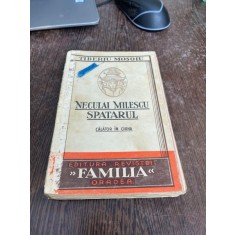 TIBERIU MOȘOIU
NECULAI MILESCU
SPATARUL
CĂLĂTOR ÎN CHINA
EDITURA REVISTEI
„FAMILIA“
ORADEA